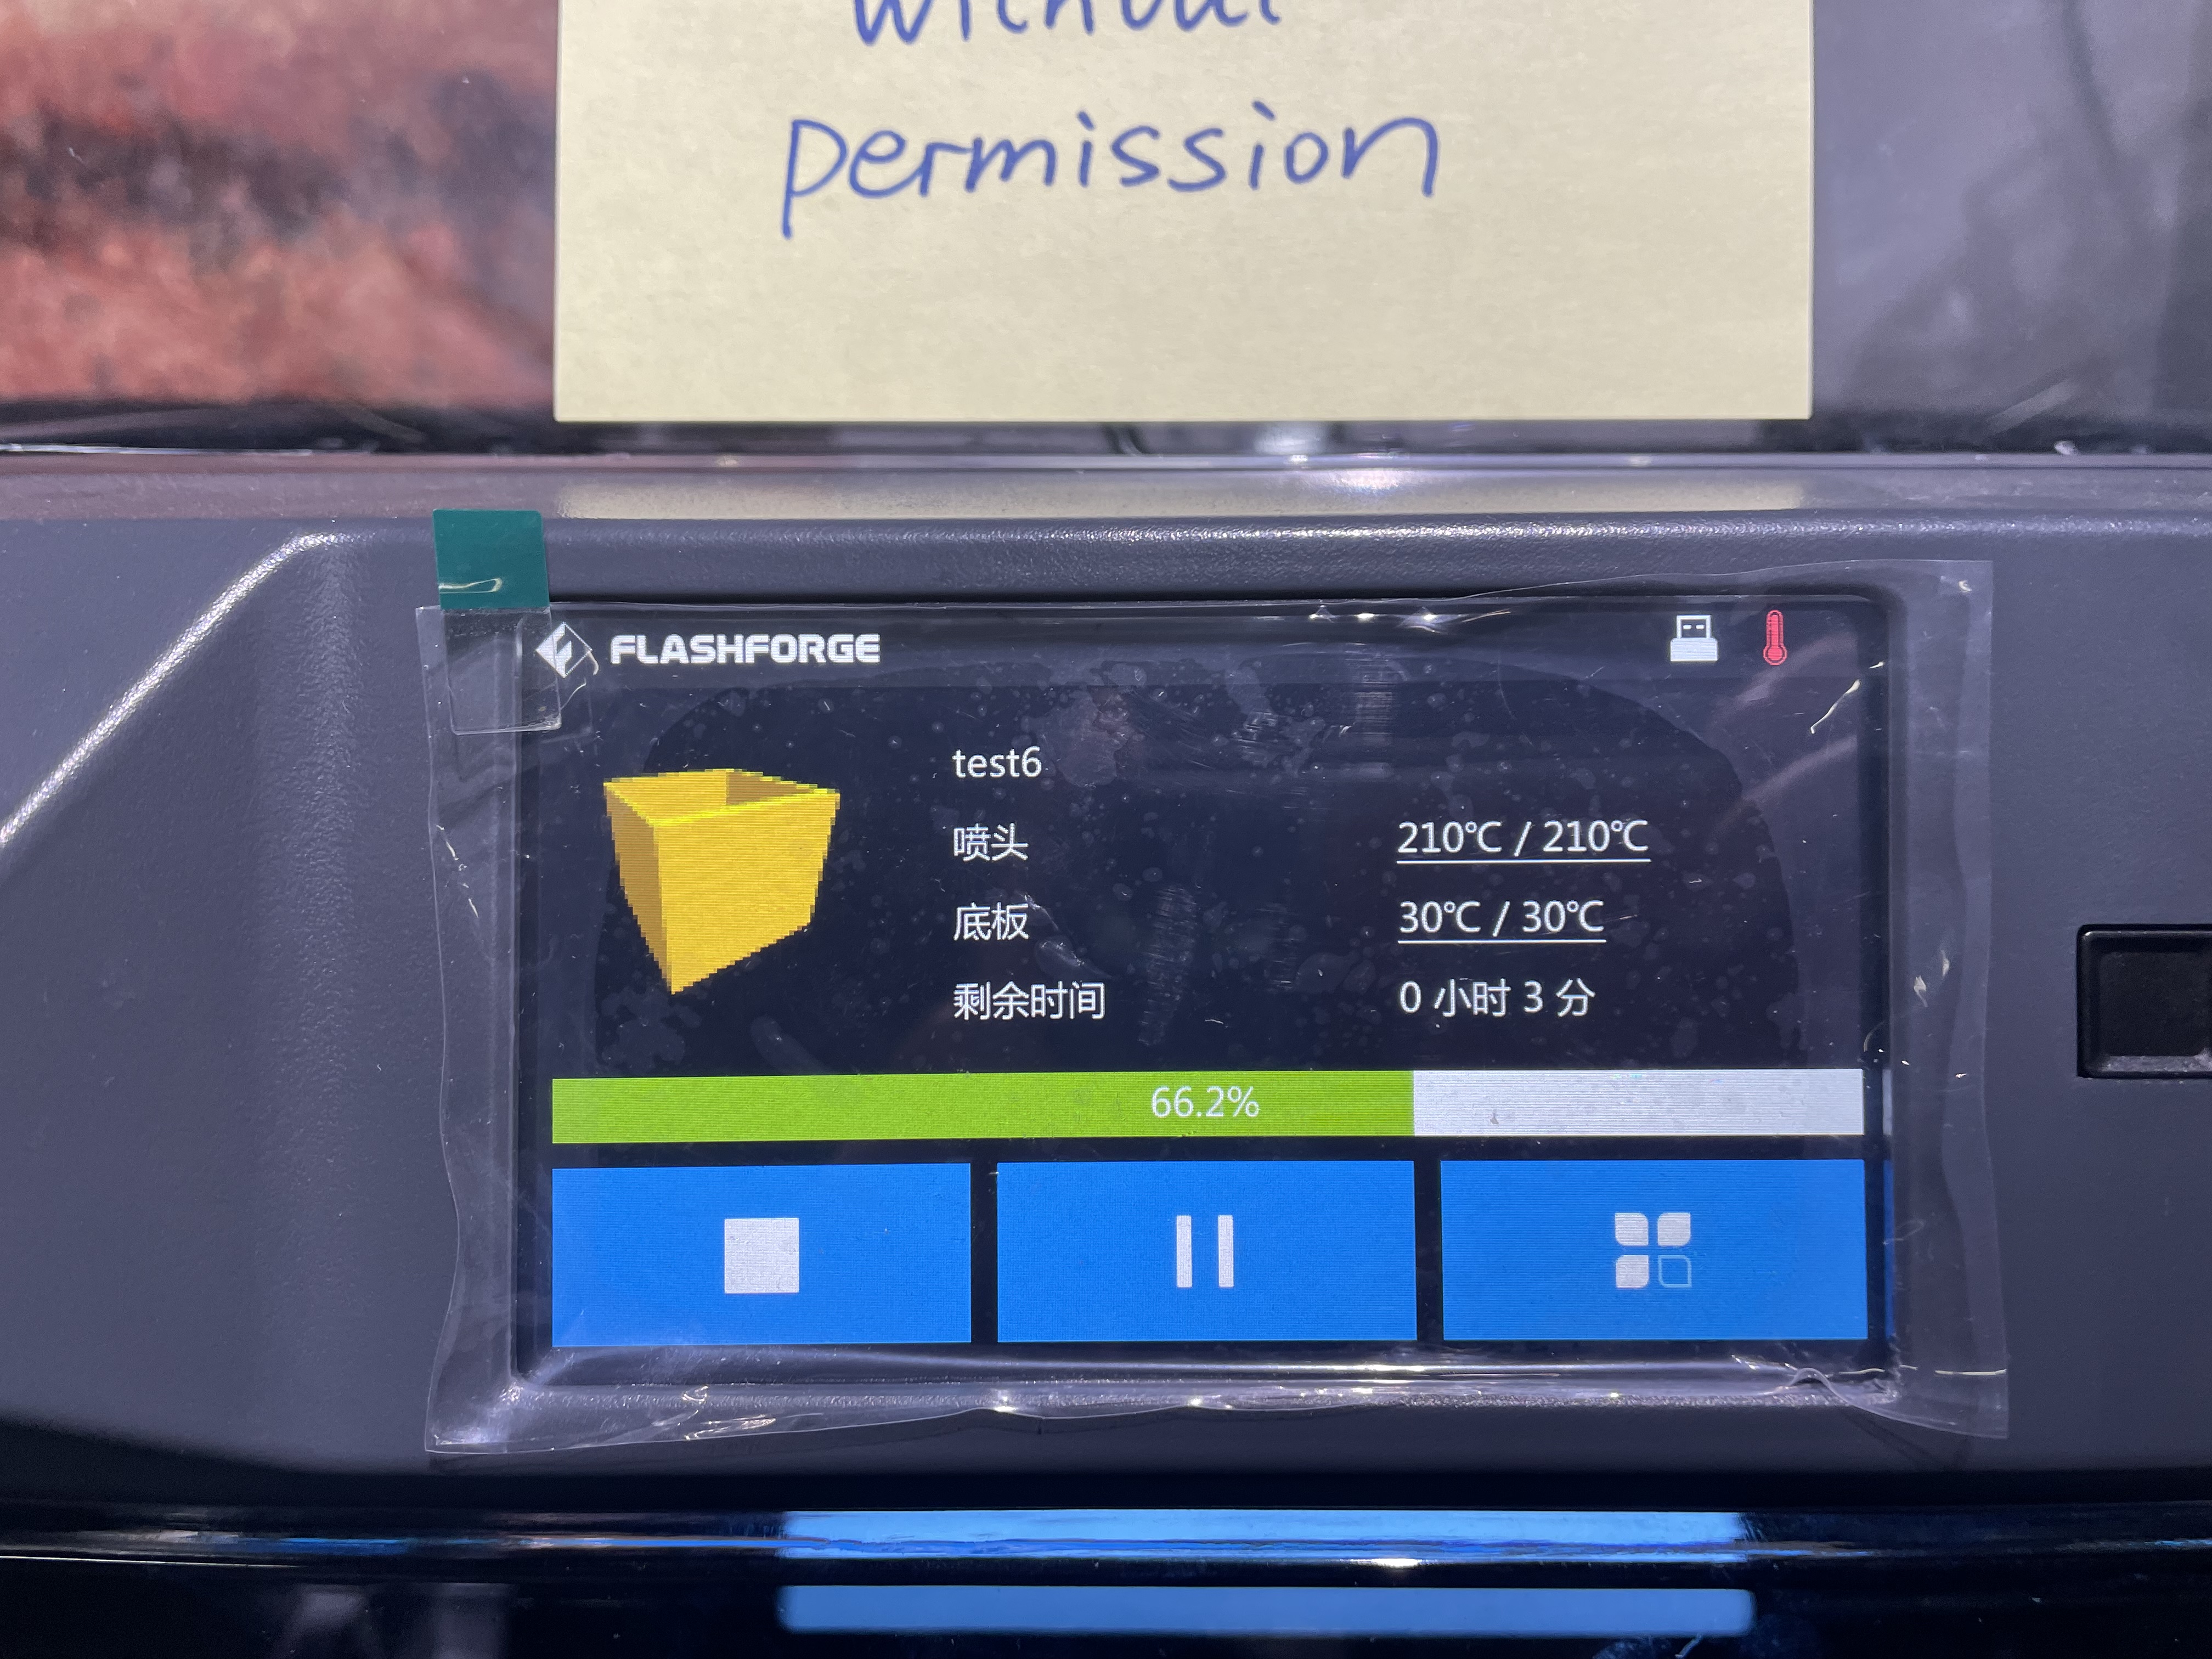 without
permission
FLASHFORGE
test6
喷头 210℃ / 210℃
底板 30℃ / 30℃
剩余时间 0 小时 3 分
66.2%